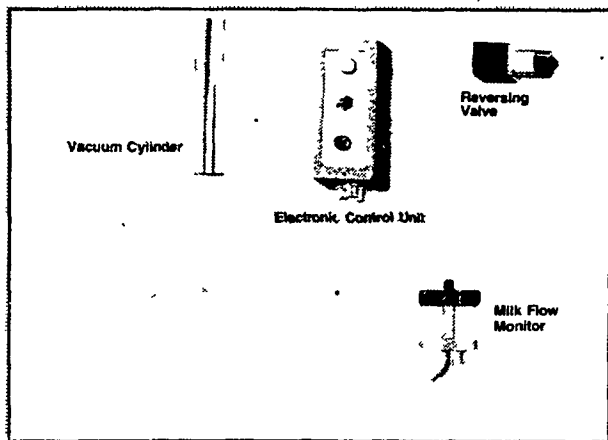 Reversing
Valve
Vacuum Cylinder
Electronic Control Unit
Milk Flow
Monitor